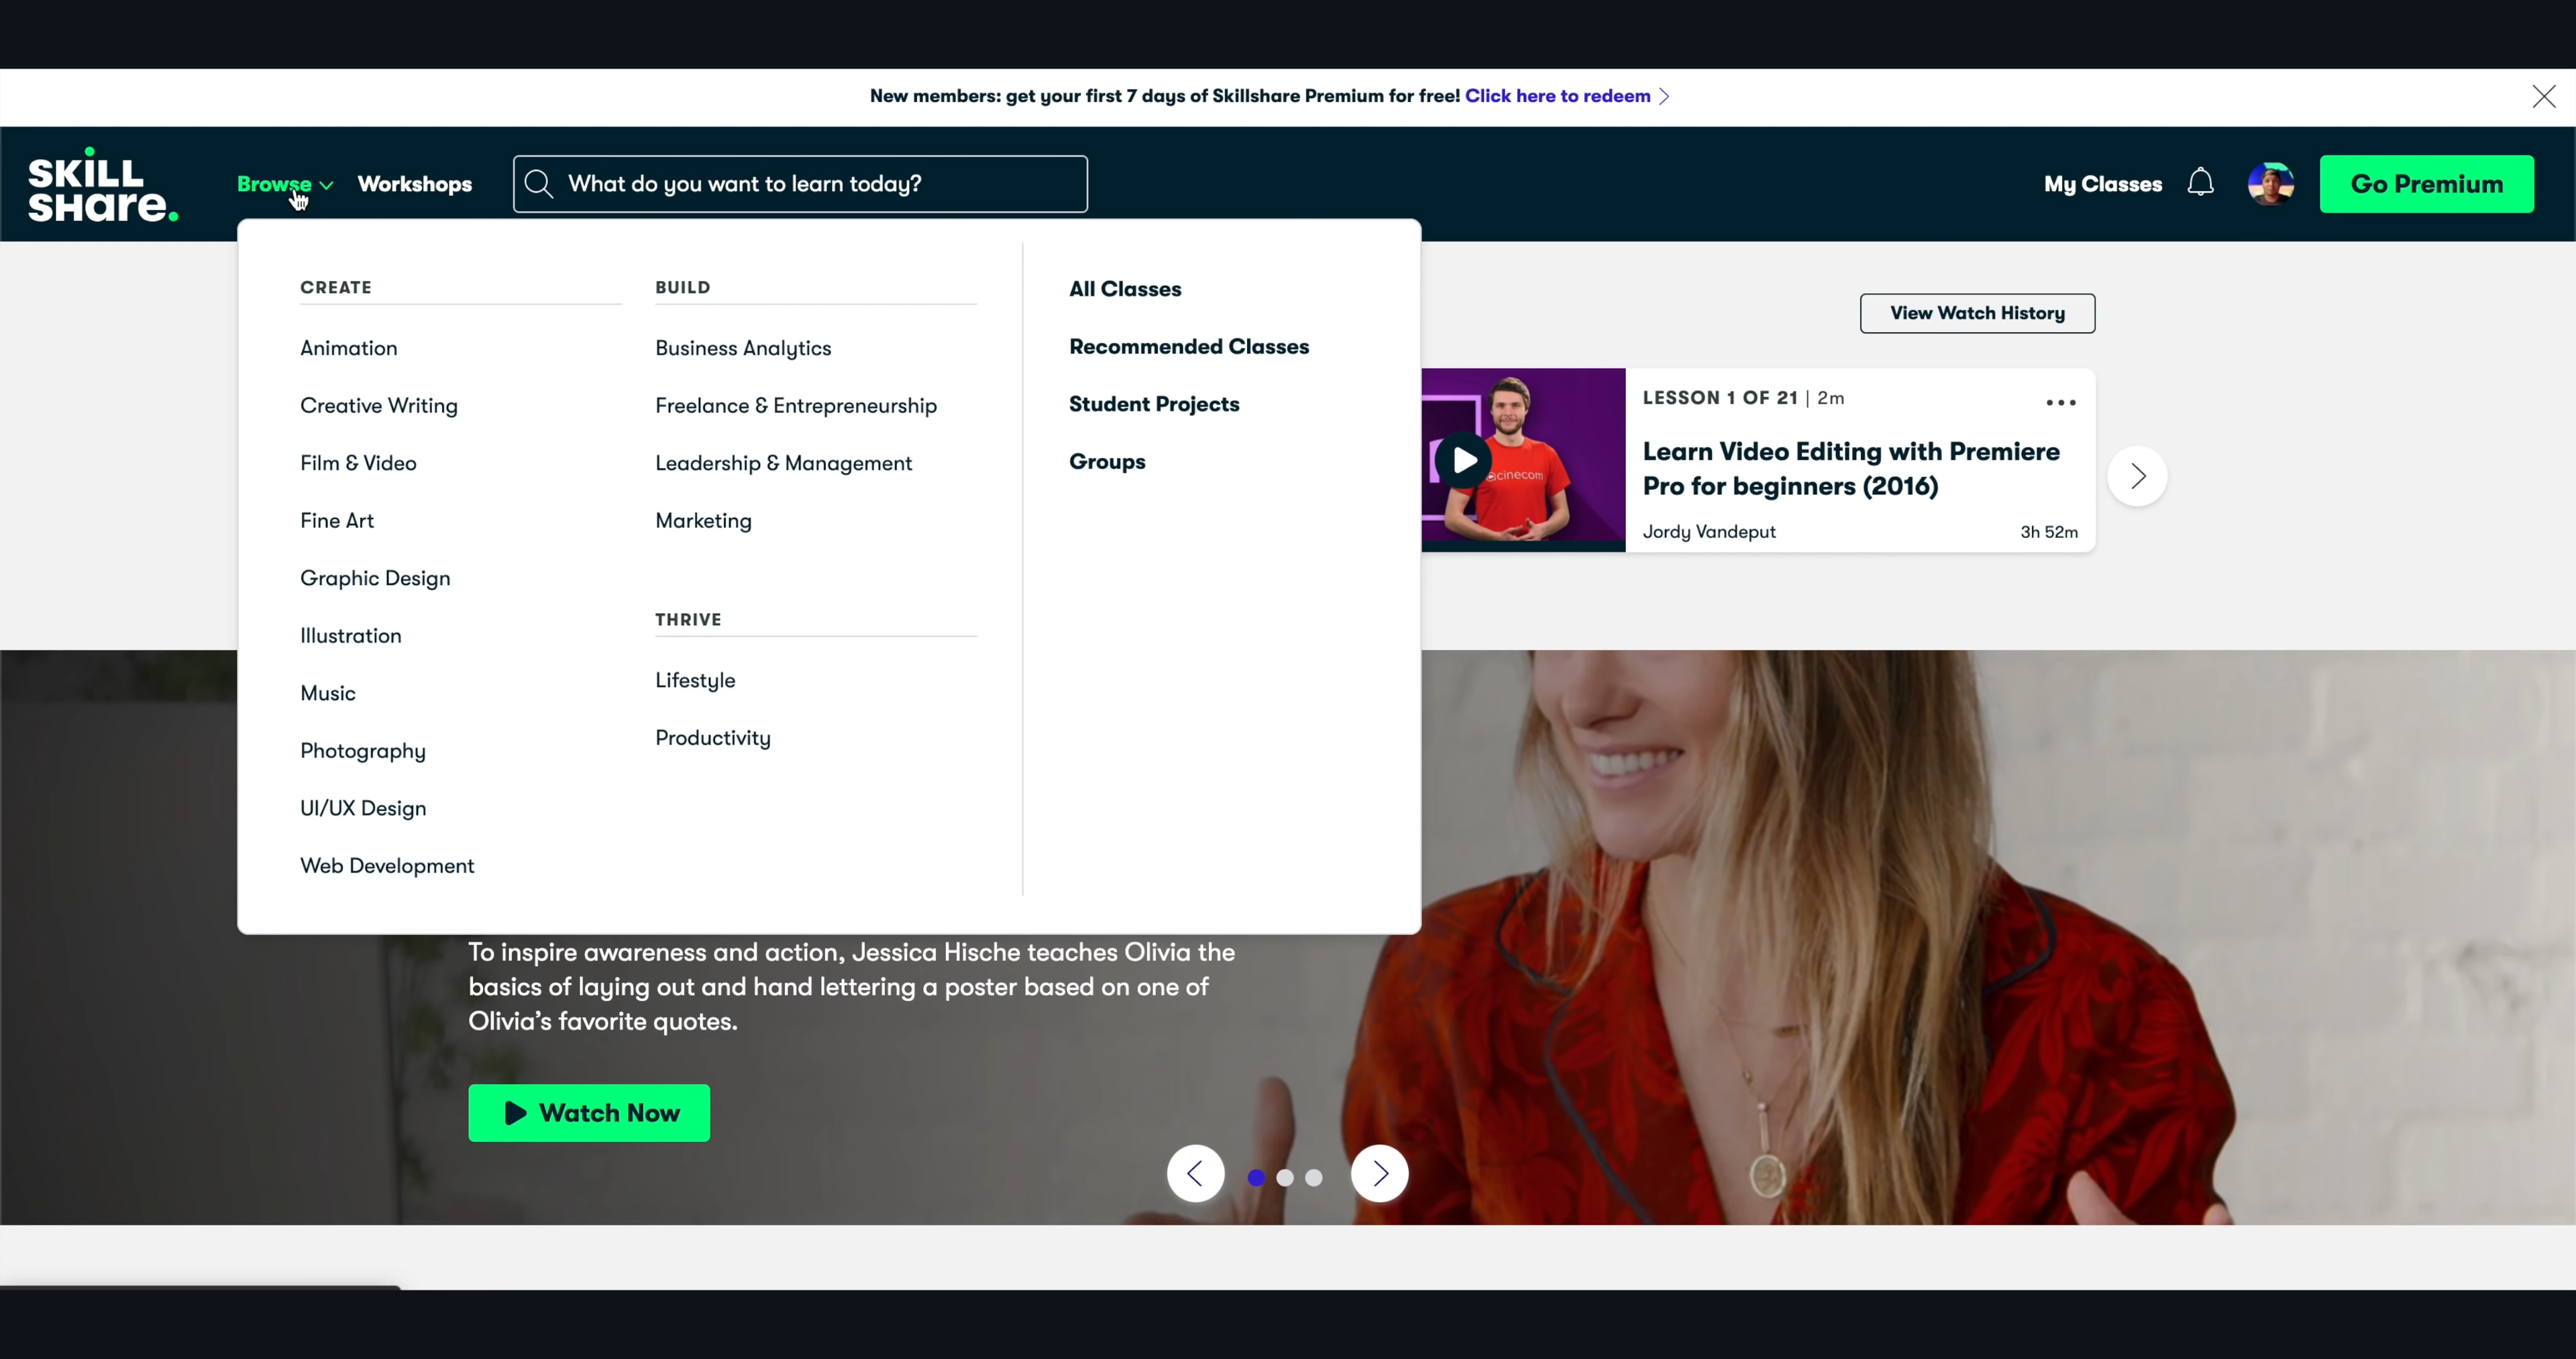 New members: get your first 7 days of Skillshare Premium for free! Click here to redeem
SKILL
SHare.
Browse
Workshops
What do you want to learn today?
My Classes
Go Premium
CREATE
Animation
Creative Writing
Film & Video
Fine Art
Graphic Design
Illustration
Music
Photography
UI/UX Design
Web Development
BUILD
Business Analytics
Freelance & Entrepreneurship
Leadership & Management
Marketing
THRIVE
Lifestyle
Productivity
All Classes
Recommended Classes
Student Projects
Groups
View Watch History
cinecom
LESSON 1 OF 21 | 2m
Learn Video Editing with Premiere
Pro for beginners (2016)
Jordy Vandeput
3h 52m
To inspire awareness and action, Jessica Hische teaches Olivia the
basics of laying out and hand lettering a poster based on one of
Olivia’s favorite quotes.
Watch Now